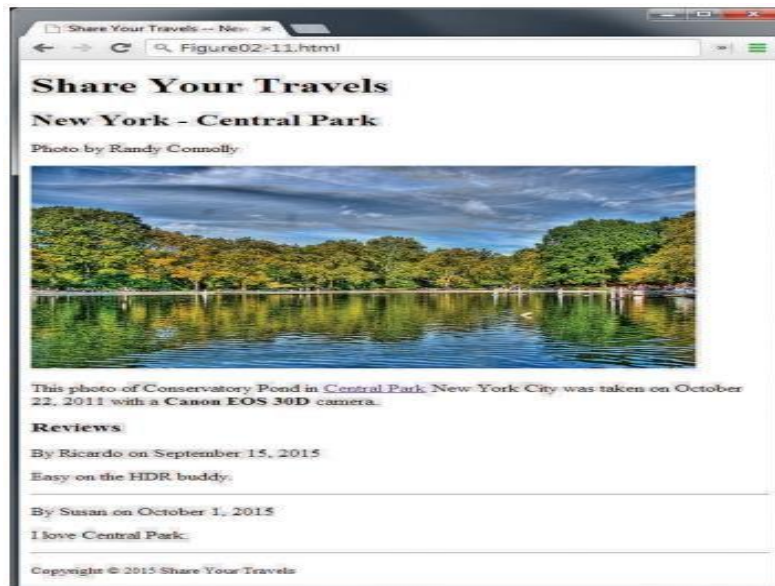 Share Your Travels -- New
Figure02-11.html
Share Your Travels
New York - Central Park
Photo by Randy Connolly
This photo of Conservatory Pond in Central Park New York City was taken on October
22, 2011 with a Canon EOS 30D camera.
Reviews
By Ricardo on September 15, 2015
Easy on the HDR buddy.
By Susan on October 1, 2015
I love Central Park.
Copyright © 2015 Share Your Travels